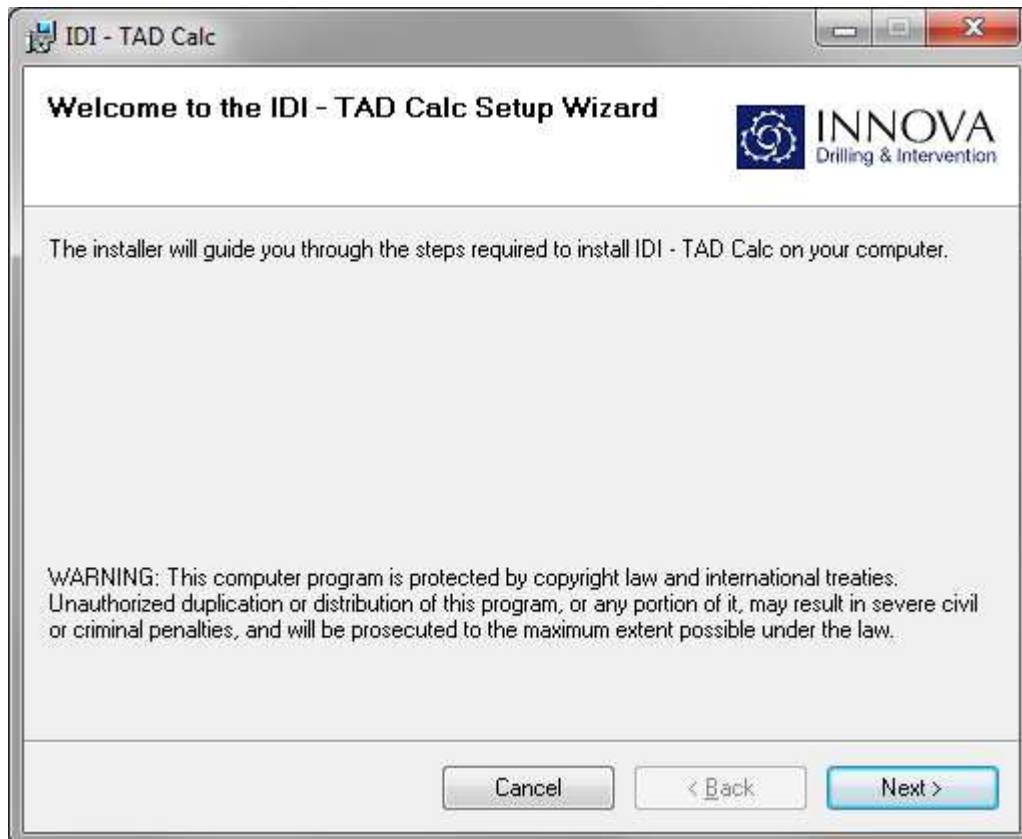 IDI - TAD Calc
Welcome to the IDI - TAD Calc Setup Wizard
INNOVA
Drilling & Intervention
The installer will guide you through the steps required to install IDI - TAD Calc on your computer.
WARNING: This computer program is protected by copyright law and international treaties.
Unauthorized duplication or distribution of this program, or any portion of it, may result in severe civil
or criminal penalties, and will be prosecuted to the maximum extent possible under the law.
Cancel
< Back
Next >